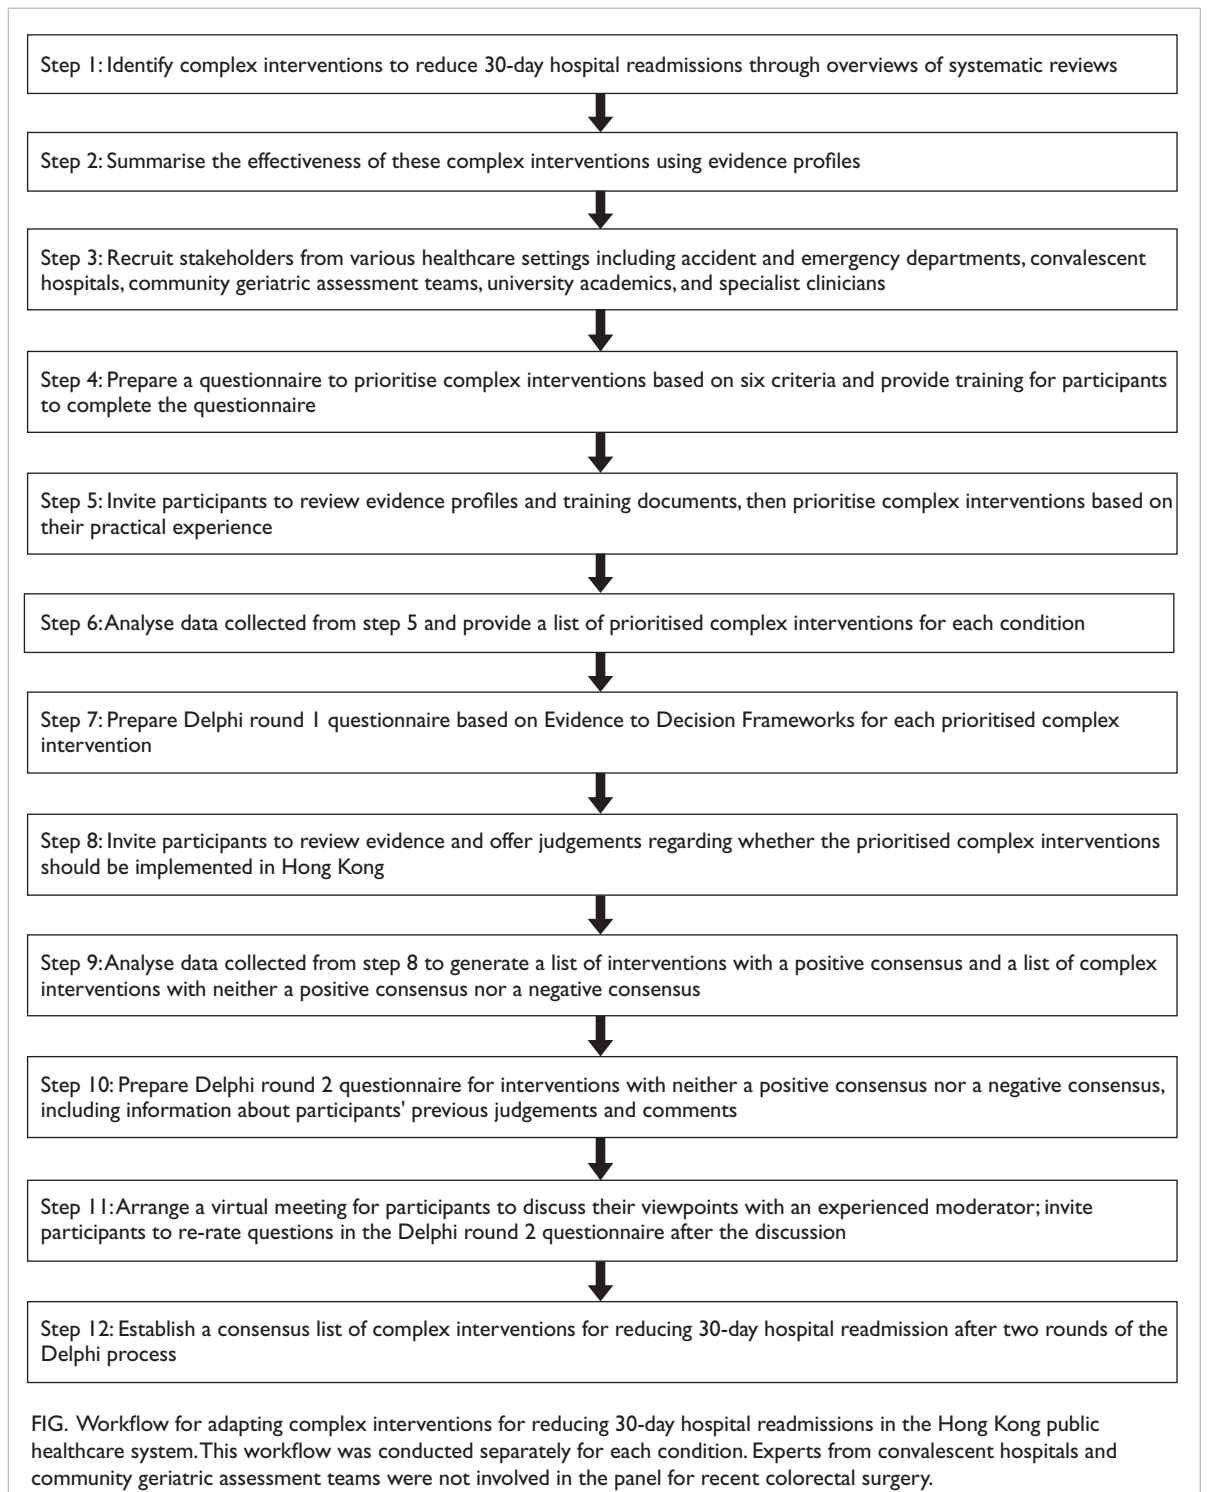 Step 1: Identify complex interventions to reduce 30-day hospital readmissions through overviews of systematic reviews
Step 2: Summarise the effectiveness of these complex interventions using evidence profiles
Step 3: Recruit stakeholders from various healthcare settings including accident and emergency departments, convalescent
hospitals, community geriatric assessment teams, university academics, and specialist clinicians
Step 4: Prepare a questionnaire to prioritise complex interventions based on six criteria and provide training for participants
to complete the questionnaire
Step 5: Invite participants to review evidence profiles and training documents, then prioritise complex interventions based on
their practical experience
Step 6: Analyse data collected from step 5 and provide a list of prioritised complex interventions for each condition
Step 7: Prepare Delphi round 1 questionnaire based on Evidence to Decision Frameworks for each prioritised complex
intervention
Step 8: Invite participants to review evidence and offer judgements regarding whether the prioritised complex interventions
should be implemented in Hong Kong
Step 9: Analyse data collected from step 8 to generate a list of interventions with a positive consensus and a list of complex
interventions with neither a positive consensus nor a negative consensus
Step 10: Prepare Delphi round 2 questionnaire for interventions with neither a positive consensus nor a negative consensus,
including information about participants' previous judgements and comments
Step 11: Arrange a virtual meeting for participants to discuss their viewpoints with an experienced moderator; invite
participants to re-rate questions in the Delphi round 2 questionnaire after the discussion
Step 12: Establish a consensus list of complex interventions for reducing 30-day hospital readmission after two rounds of the
Delphi process
FIG. Workflow for adapting complex interventions for reducing 30-day hospital readmissions in the Hong Kong public
healthcare system. This workflow was conducted separately for each condition. Experts from convalescent hospitals and
community geriatric assessment teams were not involved in the panel for recent colorectal surgery.